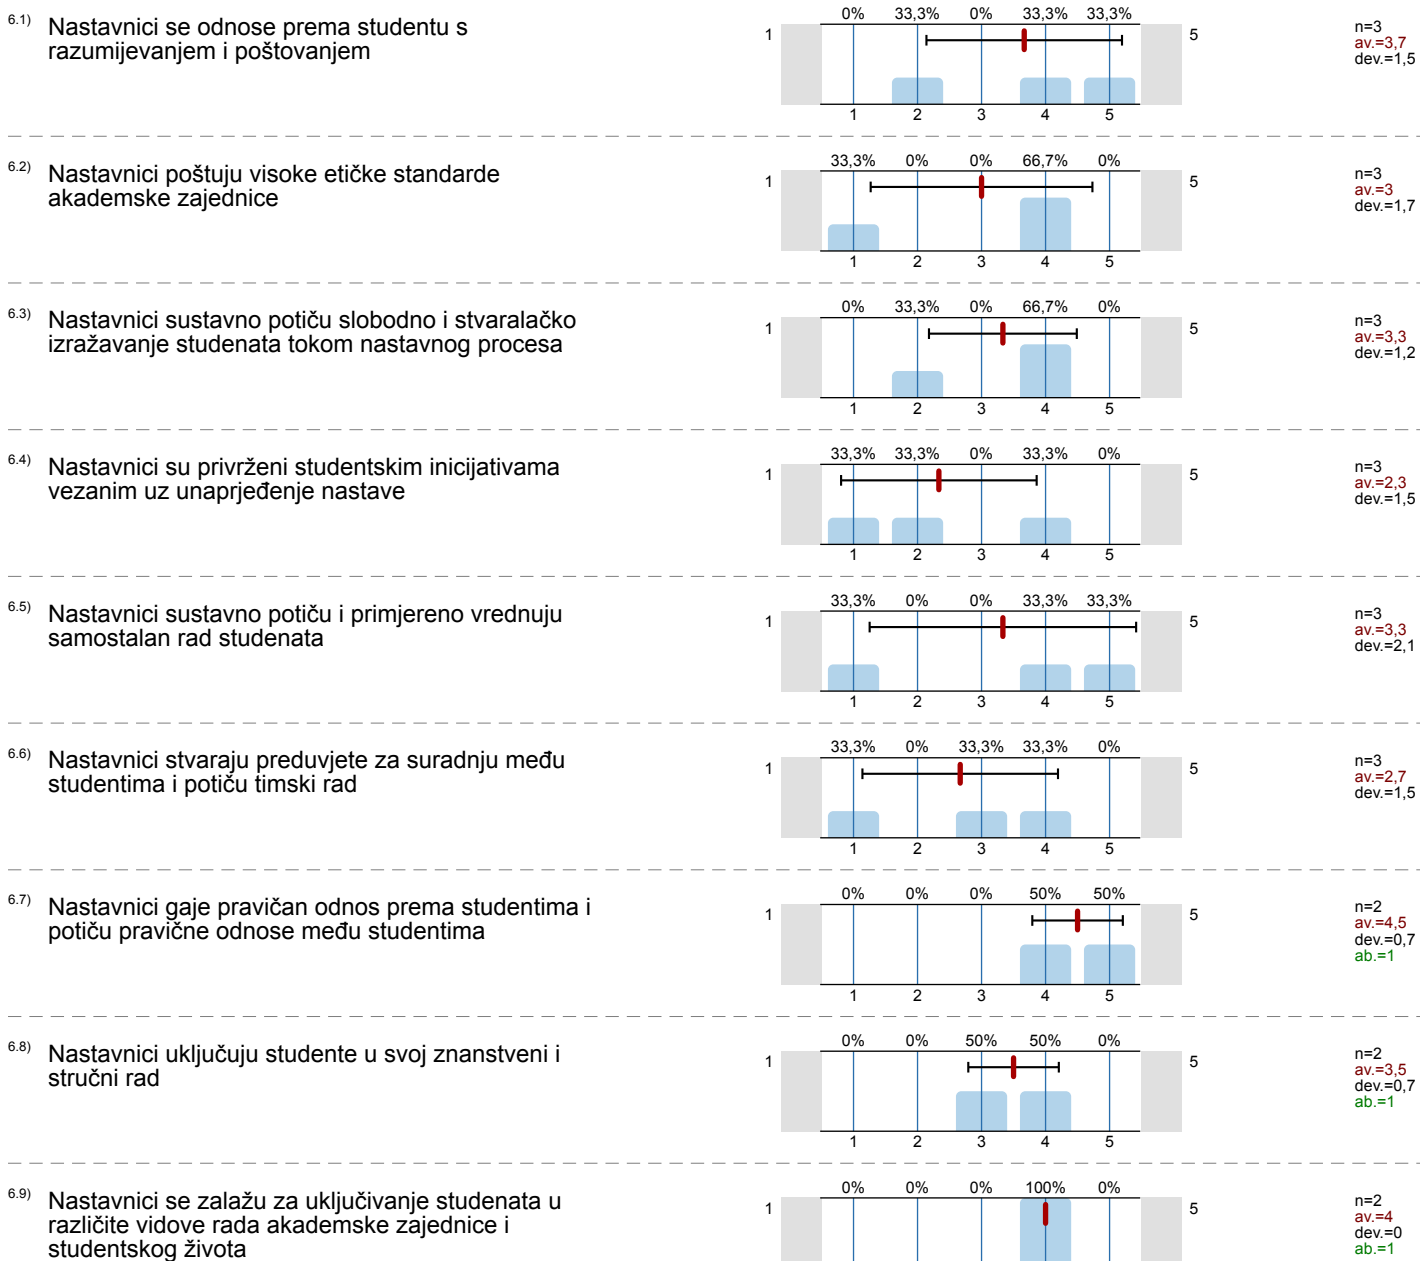 6.1) Nastavnici se odnose prema studentu s
razumijevanjem i poštovanjem
0% 33,3% 0% 33,3% 33,3%
1 5
1 2 3 4 5
n=3
av.=3,7
dev.=1,5
6.2) Nastavnici poštuju visoke etičke standarde
akademske zajednice
33,3% 0% 0% 66,7% 0%
1 5
1 2 3 4 5
n=3
av.=3
dev.=1,7
6.3) Nastavnici sustavno potiču slobodno i stvaralačko
izražavanje studenata tokom nastavnog procesa
0% 33,3% 0% 66,7% 0%
1 5
1 2 3 4 5
n=3
av.=3,3
dev.=1,2
6.4) Nastavnici su privrženi studentskim inicijativama
vezanim uz unaprjeđenje nastave
33,3% 33,3% 0% 33,3% 0%
1 5
1 2 3 4 5
n=3
av.=2,3
dev.=1,5
6.5) Nastavnici sustavno potiču i primjereno vrednuju
samostalan rad studenata
33,3% 0% 0% 33,3% 33,3%
1 5
1 2 3 4 5
n=3
av.=3,3
dev.=2,1
6.6) Nastavnici stvaraju preduvjete za suradnju među
studentima i potiču timski rad
33,3% 0% 33,3% 33,3% 0%
1 5
1 2 3 4 5
n=3
av.=2,7
dev.=1,5
6.7) Nastavnici gaje pravičan odnos prema studentima i
potiču pravične odnose među studentima
0% 0% 0% 50% 50%
1 5
1 2 3 4 5
n=2
av.=4,5
dev.=0,7
ab.=1
6.8) Nastavnici uključuju studente u svoj znanstveni i
stručni rad
0% 0% 50% 50% 0%
1 5
1 2 3 4 5
n=2
av.=3,5
dev.=0,7
ab.=1
6.9) Nastavnici se zalažu za uključivanje studenata u
različite vidove rada akademske zajednice i
studentskog života
0% 0% 0% 100% 0%
1 5
n=2
av.=4
dev.=0
ab.=1